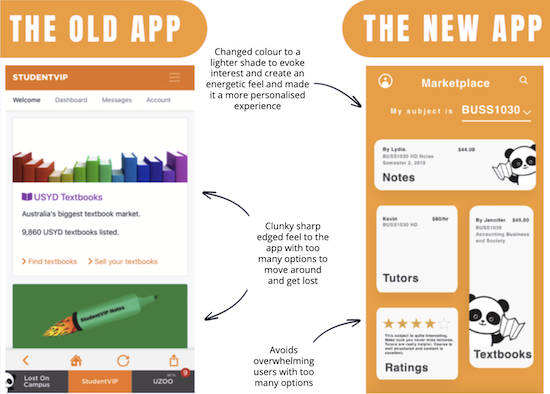 THE OLD APP
STUDENTVIP
Welcome Dashboard Messages Account
USYD Textbooks
Australia's biggest textbook market.
9,860 USYD textbooks listed.
> Find textbooks > Sell your textbooks
StudentVIP Notes
Lost On
Campus
StudentVIP
BETA
UZOO
9
Changed colour to a
lighter shade to evoke
interest and create an
energetic feel and made
it a more personalised
experience
Clunky sharp
edged feel to the
app with too
many options to
move around
and get lost
Avoids
overwhelming
users with too
many options
THE NEW APP
Marketplace
My subject is BUSS1030
By Lydia. $44.00
BUSS1030 HD Notes
Semester 2, 2019
Notes
Kevin $60/hr
BUSS1030 HD
Tutors
By Jennifer. $45.00
BUSS1030
Accounting Business
and Society
Textbooks
This subject is quite interesting.
Make sure you never miss lectures.
Tutors are really helpful. Course is
well structured and content is
excellent.
Ratings